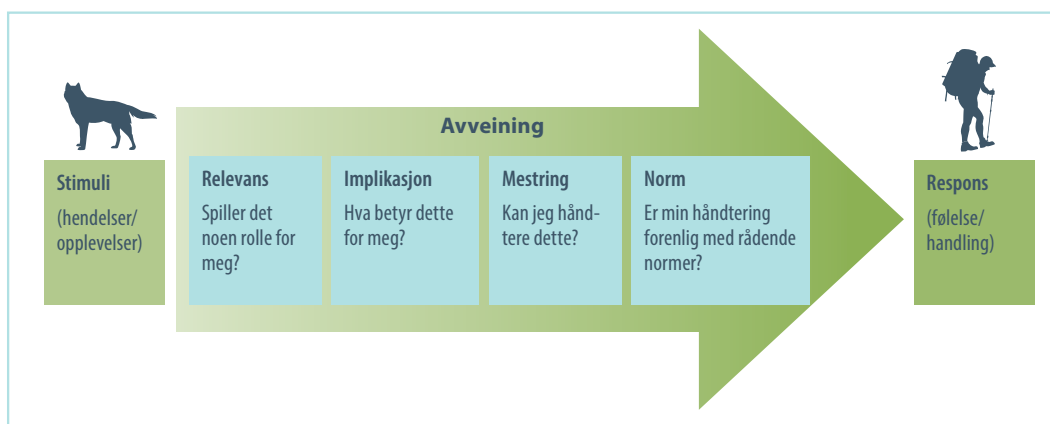 Avveining
Stimuli
(hendelser/
opplevelser)
Relevans
Spiller det
noen rolle for
meg?
Implikasjon
Hva betyr dette
for meg?
Mestring
Kan jeg hånd-
tere dette?
Norm
Er min håndtering
forenlig med rådende
normer?
Respons
(følelse/
handling)